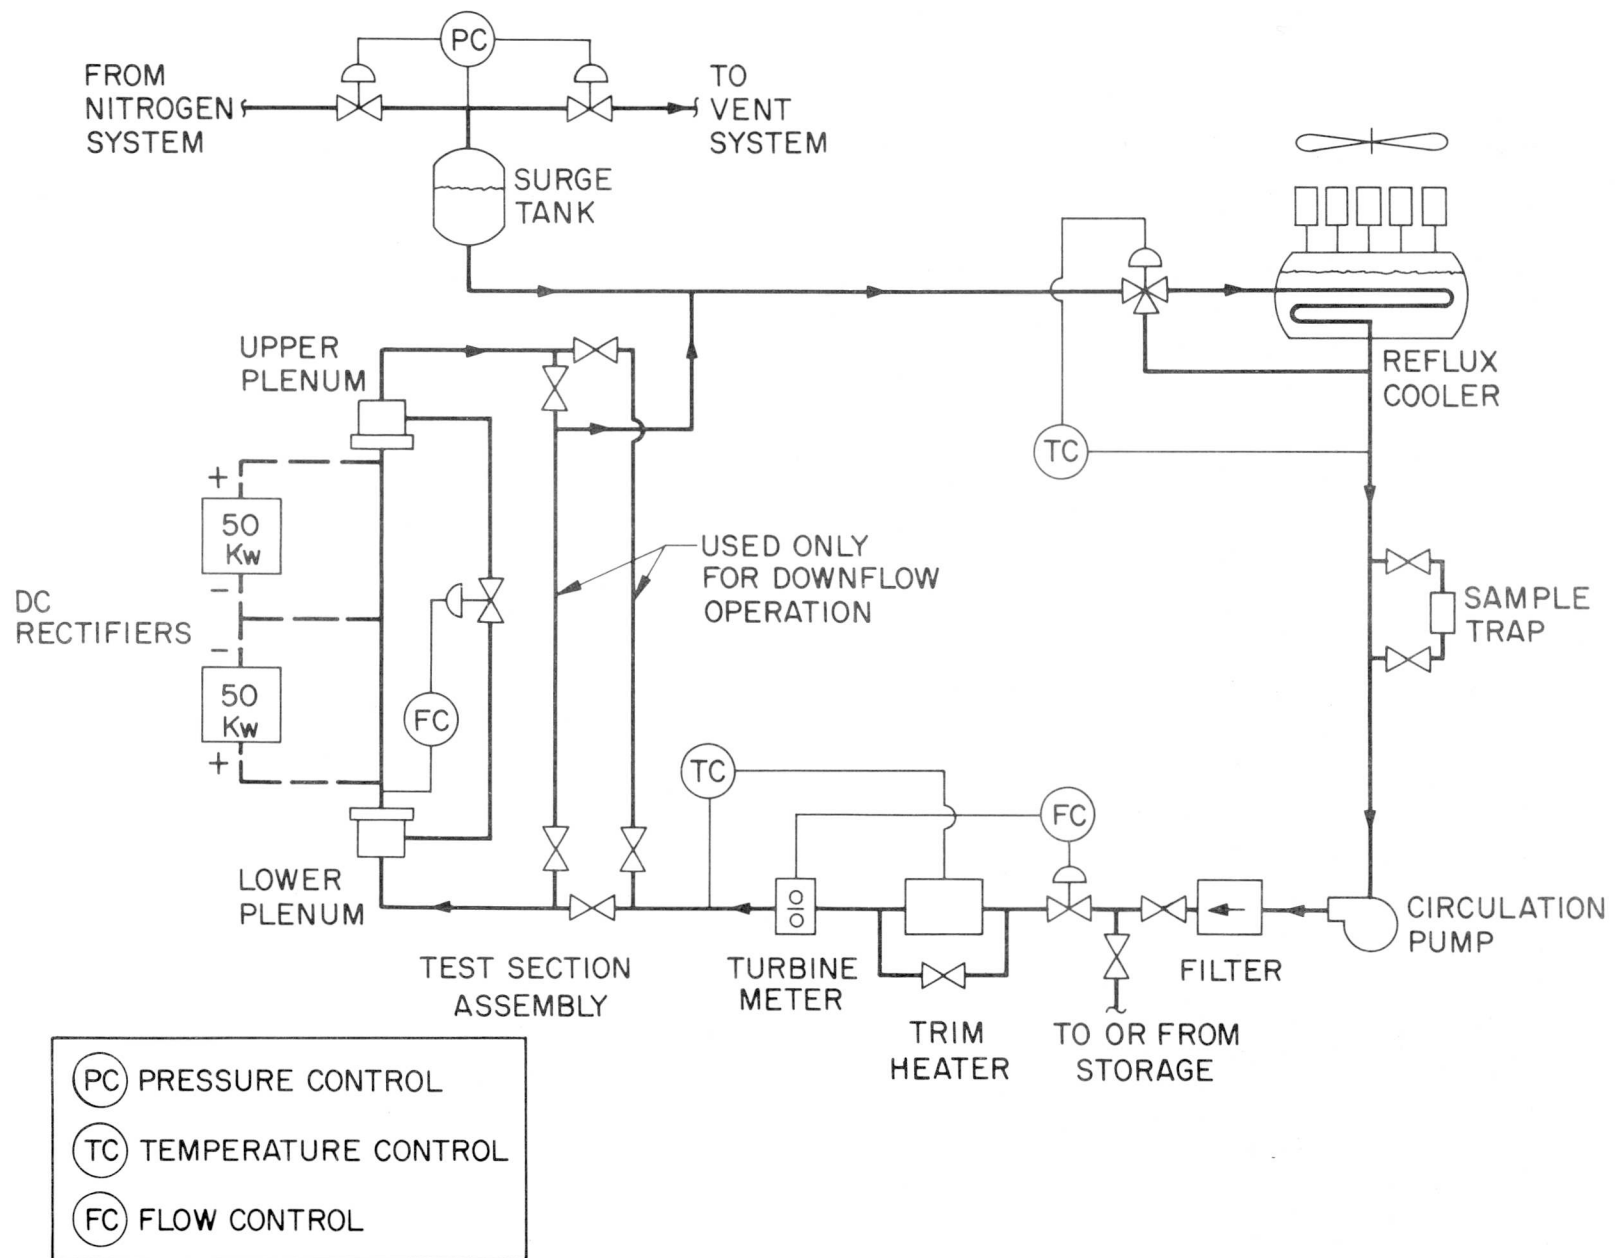 PC
FROM
NITROGEN
SYSTEM
TO
VENT
SYSTEM
SURGE
TANK
UPPER
PLENUM
REFLUX
COOLER
TC
+
50
Kw
−
DC
RECTIFIERS
−
50
Kw
+
USED ONLY
FOR DOWNFLOW
OPERATION
SAMPLE
TRAP
FC
TC
FC
LOWER
PLENUM
TEST SECTION
ASSEMBLY
TURBINE
METER
TRIM
HEATER
TO OR FROM
STORAGE
FILTER
CIRCULATION
PUMP
PC PRESSURE CONTROL
TC TEMPERATURE CONTROL
FC FLOW CONTROL